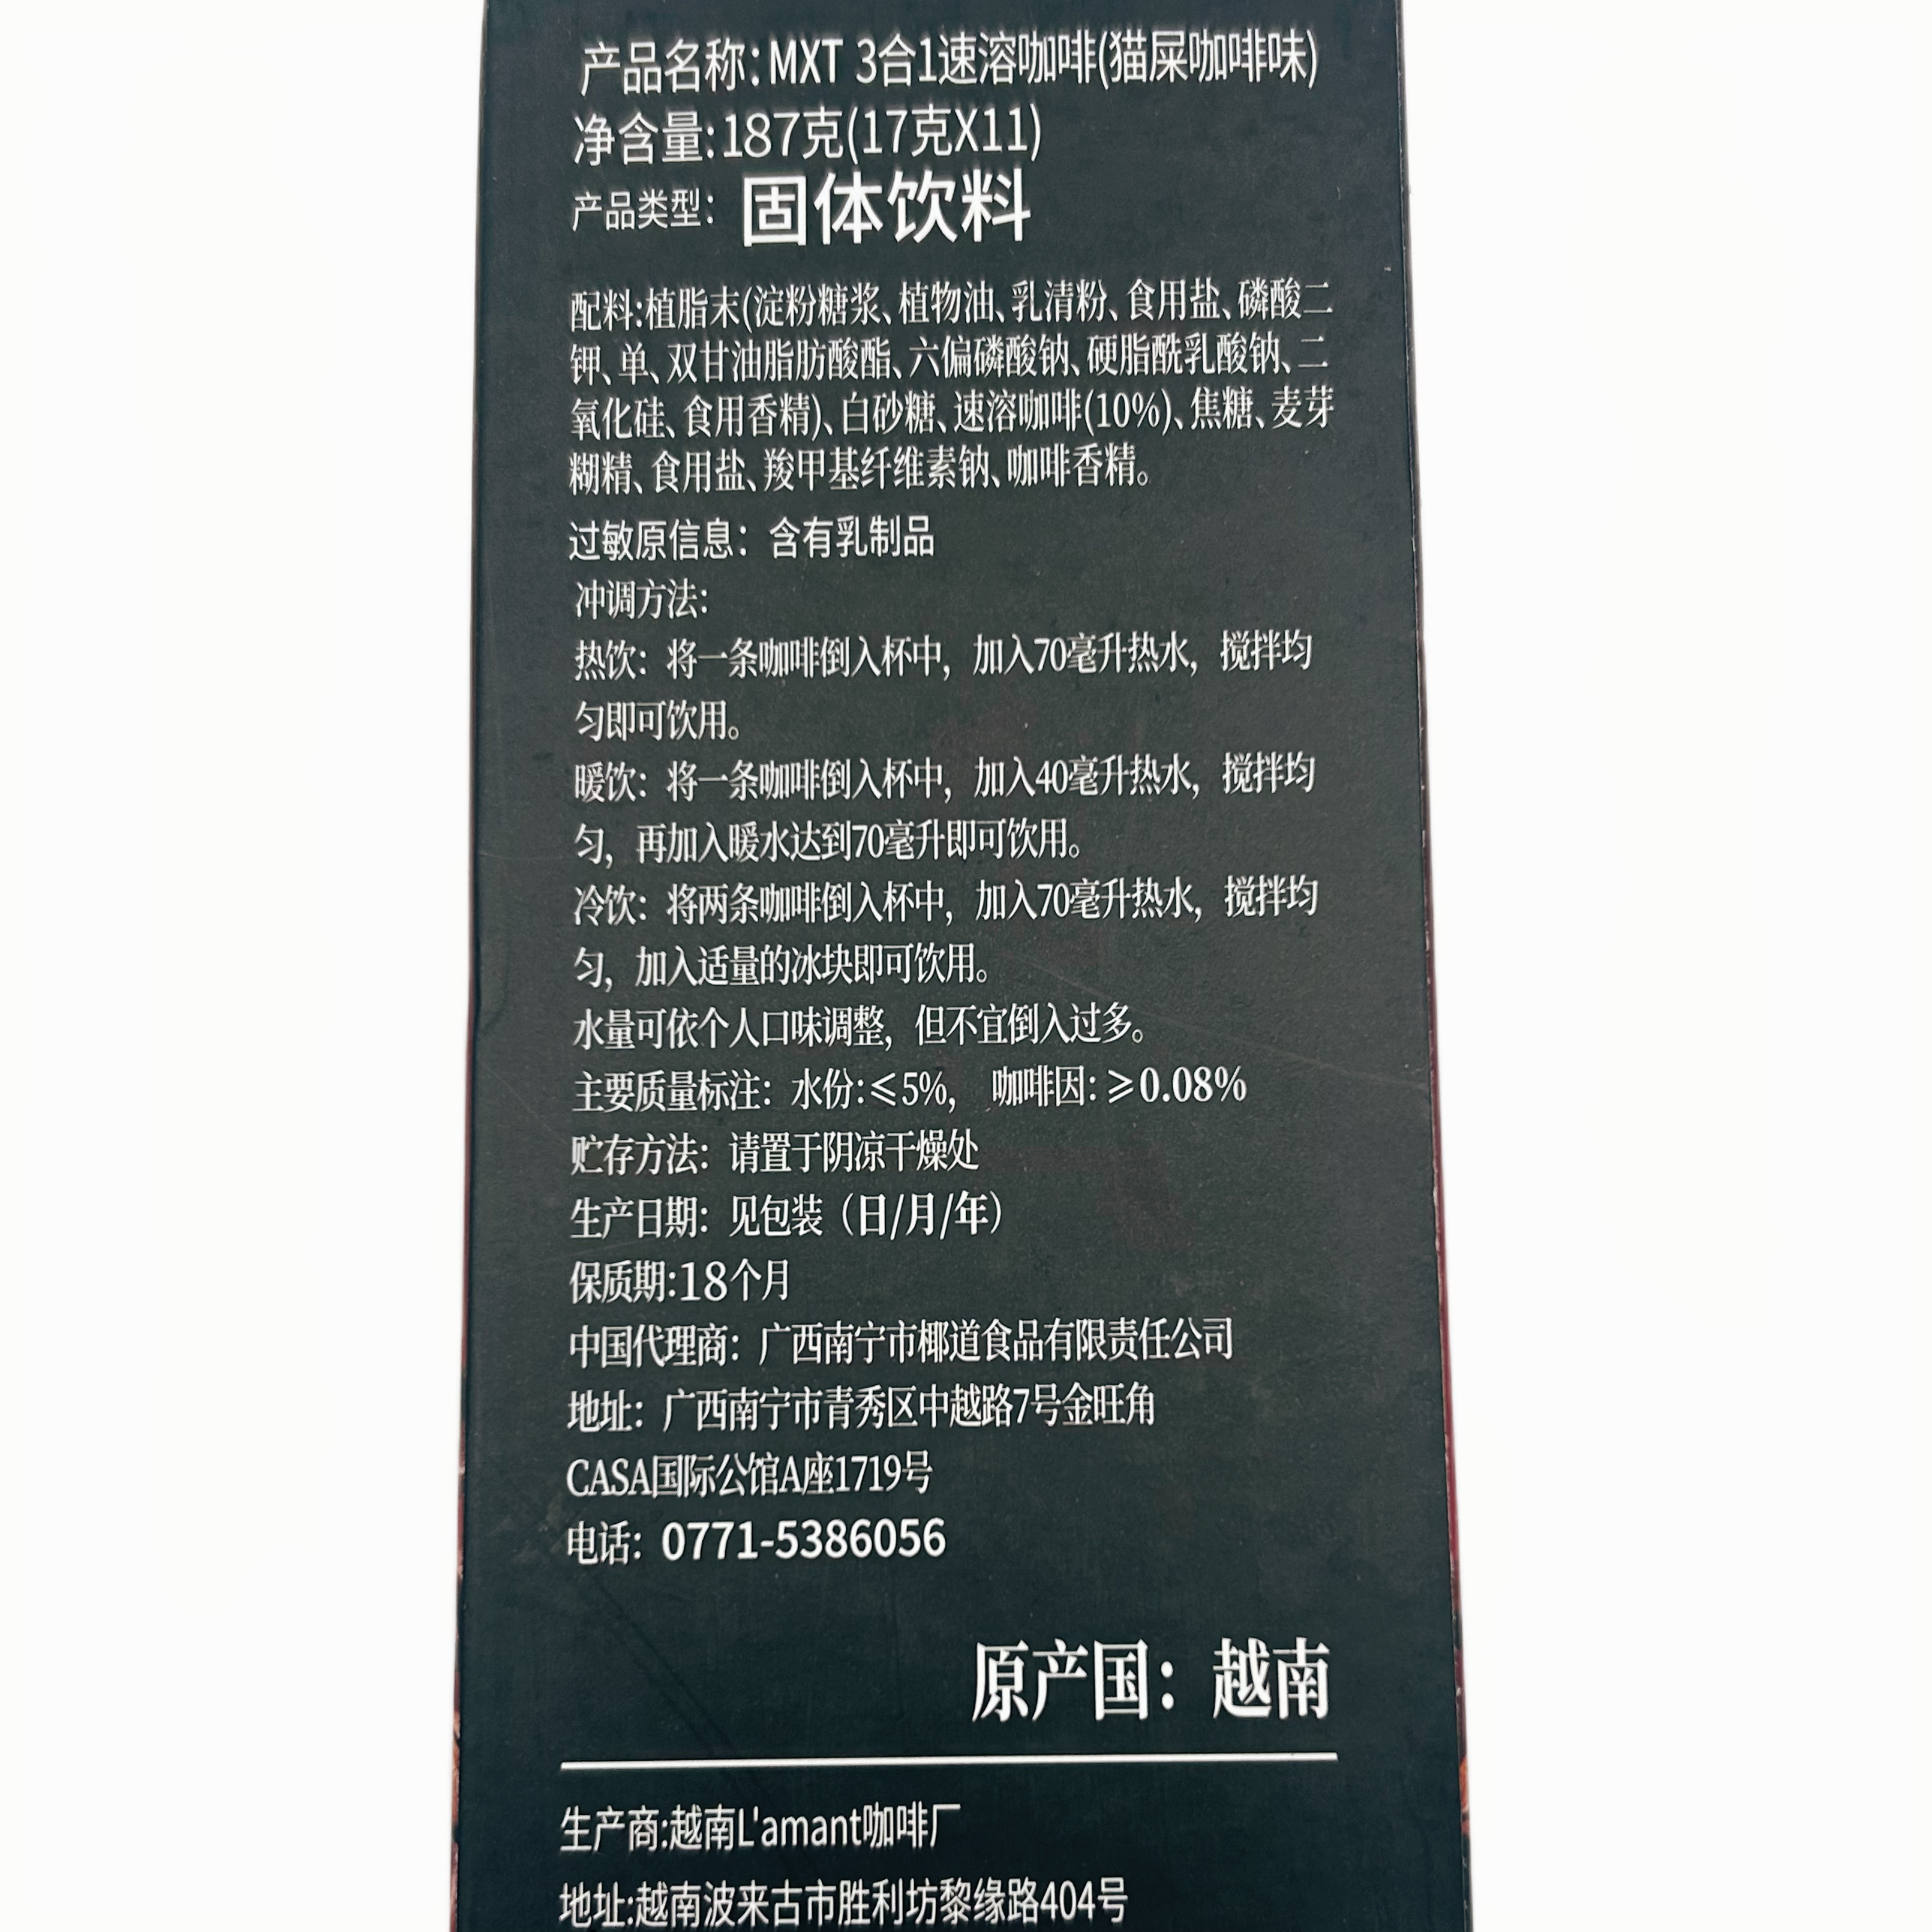 产品名称:MXT 3合1速溶咖啡(猫屎咖啡味)
净含量:187克(17克X11)
产品类型：固体饮料
配料:植脂末(淀粉糖浆、植物油、乳清粉、食用盐、磷酸二
钾、单、双甘油脂肪酸酯、六偏磷酸钠、硬脂酰乳酸钠、二
氧化硅、食用香精)、白砂糖、速溶咖啡(10%)、焦糖、麦芽
糊精、食用盐、羧甲基纤维素钠、咖啡香精。
过敏原信息：含有乳制品
冲调方法：
热饮：将一条咖啡倒入杯中，加入70毫升热水，搅拌均
匀即可饮用。
暖饮：将一条咖啡倒入杯中，加入40毫升热水，搅拌均
匀，再加入暖水达到70毫升即可饮用。
冷饮：将两条咖啡倒入杯中，加入70毫升热水，搅拌均
匀，加入适量的冰块即可饮用。
水量可依个人口味调整，但不宜倒入过多。
主要质量标注：水份:≤5%， 咖啡因:≥0.08%
贮存方法：请置于阴凉干燥处
生产日期：见包装（日/月/年）
保质期:18个月
中国代理商：广西南宁市椰道食品有限责任公司
地址：广西南宁市青秀区中越路7号金旺角
CASA国际公馆A座1719号
电话：0771-5386056
原产国：越南
生产商:越南L'amant咖啡厂
地址:越南波来古市胜利坊黎缘路404号